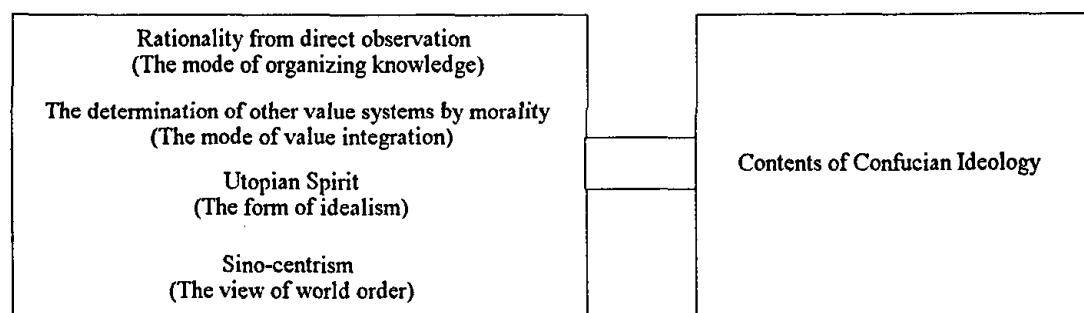 Rationality from direct observation
(The mode of organizing knowledge)
The determination of other value systems by morality
(The mode of value integration)
Utopian Spirit
(The form of idealism)
Sino-centrism
(The view of world order)
Contents of Confucian Ideology